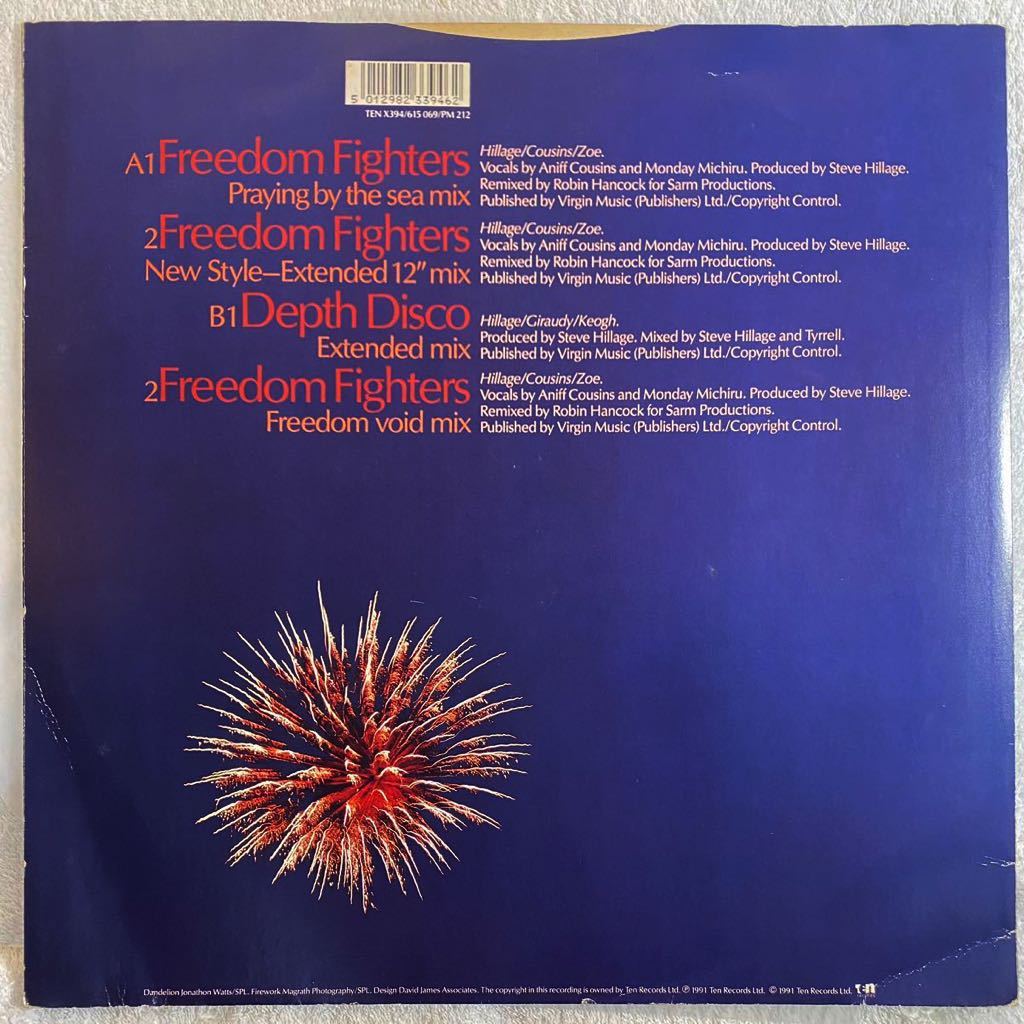 5 012982 339462
TEN X394/615 069/PM 212
A1 Freedom Fighters
Praying by the sea mix
Hillage/Cousins/Zoe.
Vocals by Aniff Cousins and Monday Michiru. Produced by Steve Hillage.
Remixed by Robin Hancock for Sarm Productions.
Published by Virgin Music (Publishers) Ltd./Copyright Control.
2 Freedom Fighters
New Style–Extended 12" mix
Hillage/Cousins/Zoe.
Vocals by Aniff Cousins and Monday Michiru. Produced by Steve Hillage.
Remixed by Robin Hancock for Sarm Productions.
Published by Virgin Music (Publishers) Ltd./Copyright Control.
B1 Depth Disco
Extended mix
Hillage/Giraudy/Keogh.
Produced by Steve Hillage. Mixed by Steve Hillage and Tyrrell.
Published by Virgin Music (Publishers) Ltd./Copyright Control.
2 Freedom Fighters
Freedom void mix
Hillage/Cousins/Zoe.
Vocals by Aniff Cousins and Monday Michiru. Produced by Steve Hillage.
Remixed by Robin Hancock for Sarm Productions.
Published by Virgin Music (Publishers) Ltd./Copyright Control.
Dandelion Jonathon Watts/SPL. Firework Magrath Photography/SPL. Design David James Associates. The copyright in this recording is owned by Ten Records Ltd. ℗ 1991 Ten Records Ltd. © 1991 Ten Records Ltd. ten